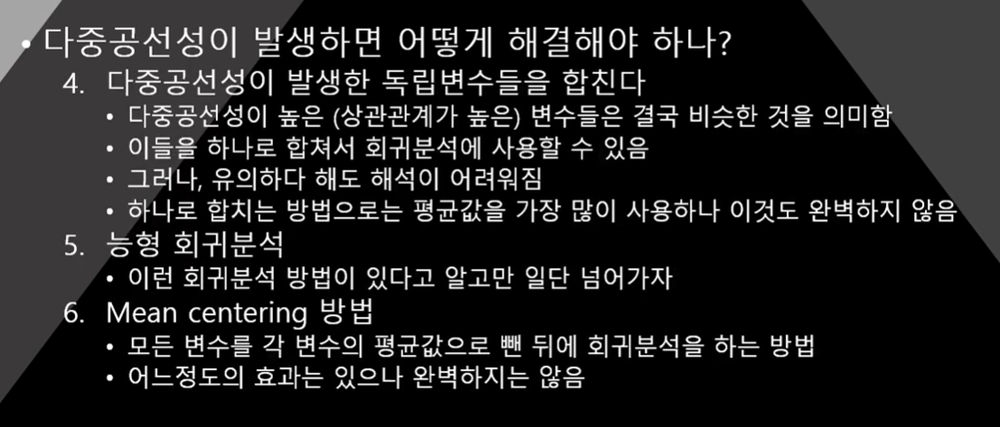 • 다중공선성이 발생하면 어떻게 해결해야 하나?
4. 다중공선성이 발생한 독립변수들을 합친다
• 다중공선성이 높은 (상관관계가 높은) 변수들은 결국 비슷한 것을 의미함
• 이들을 하나로 합쳐서 회귀분석에 사용할 수 있음
• 그러나, 유의하다 해도 해석이 어려워짐
• 하나로 합치는 방법으로는 평균값을 가장 많이 사용하나 이것도 완벽하지 않음
5. 능형 회귀분석
• 이런 회귀분석 방법이 있다고 알고만 일단 넘어가자
6. Mean centering 방법
• 모든 변수를 각 변수의 평균값으로 뺀 뒤에 회귀분석을 하는 방법
• 어느정도의 효과는 있으나 완벽하지는 않음